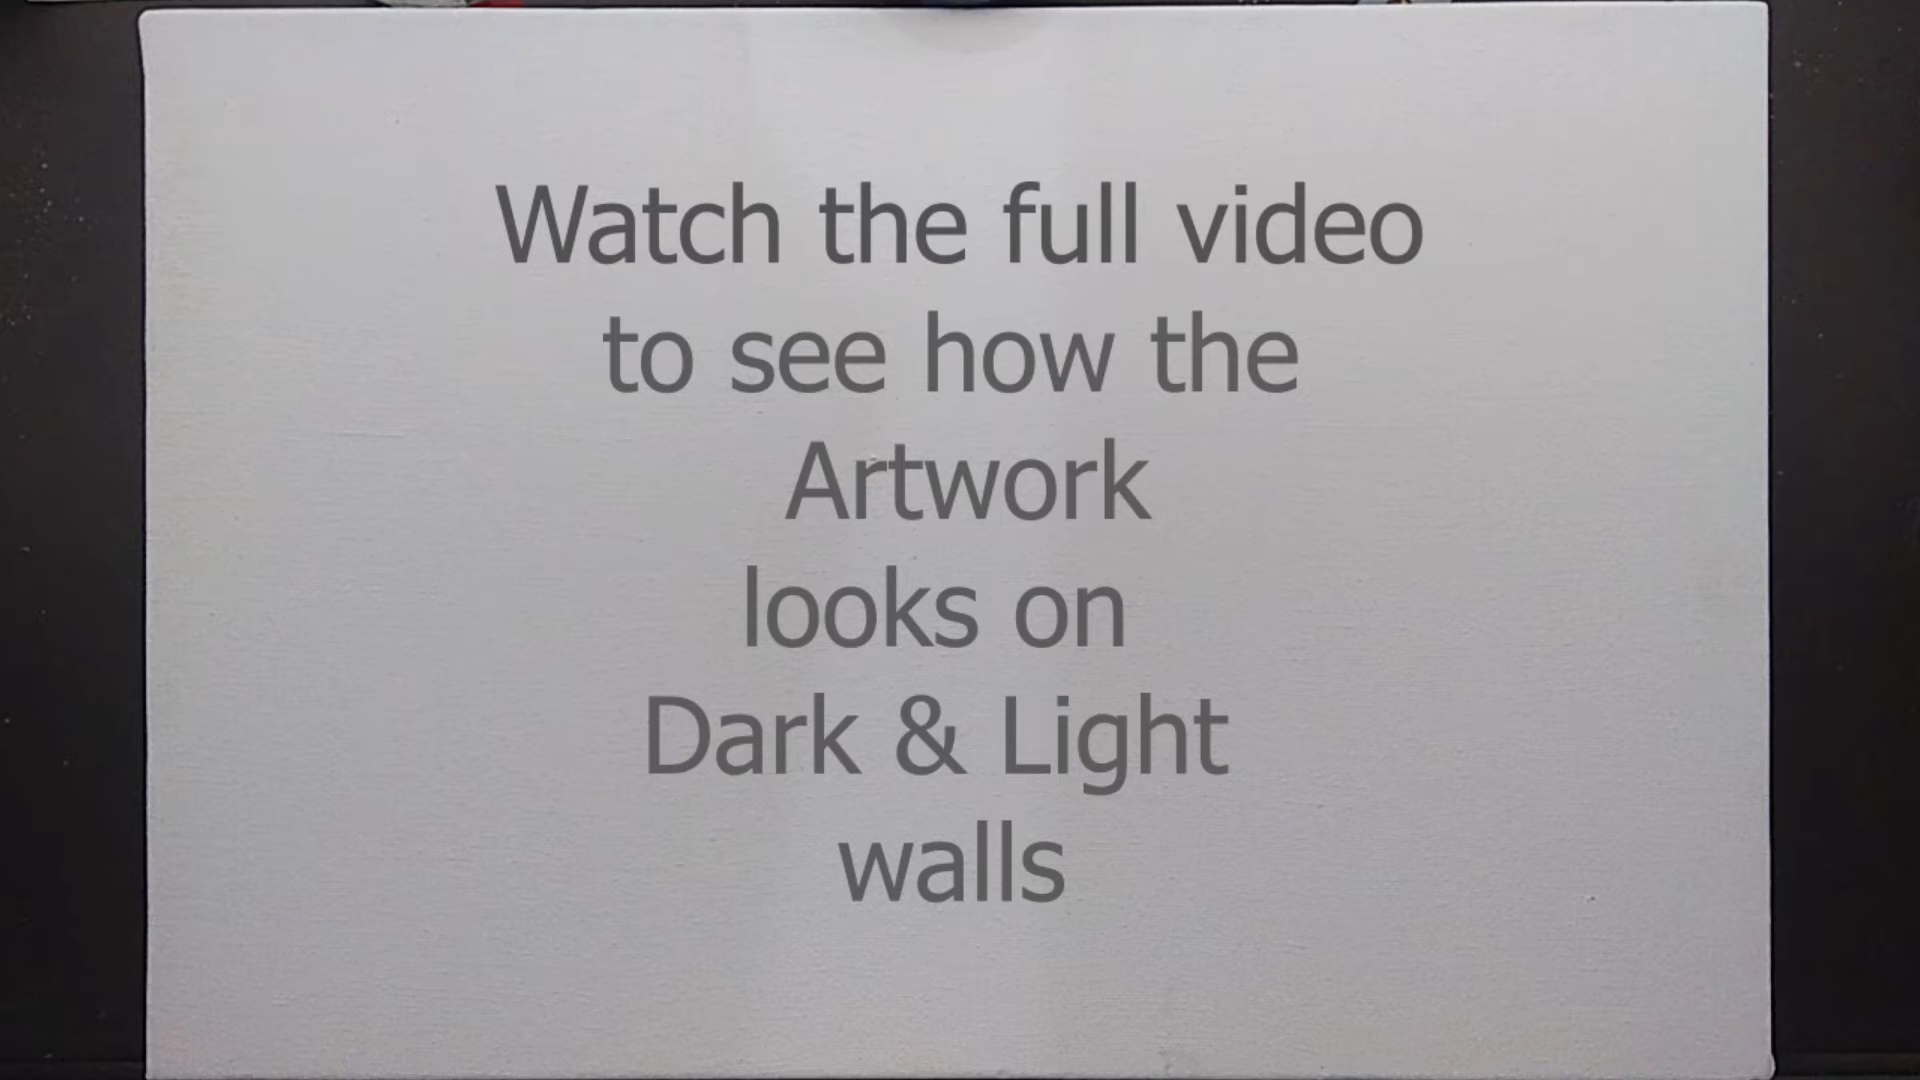 Watch the full video
to see how the
Artwork
looks on
Dark & Light
walls